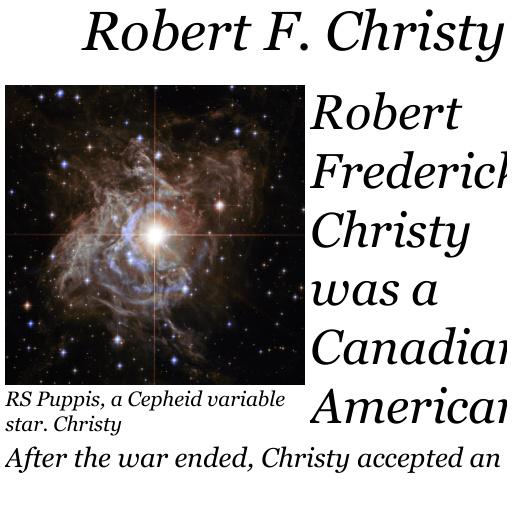 Robert F. Christy
Robert
Frederick
Christy
was a
Canadian
American
RS Puppis, a Cepheid variable
star. Christy
After the war ended, Christy accepted an